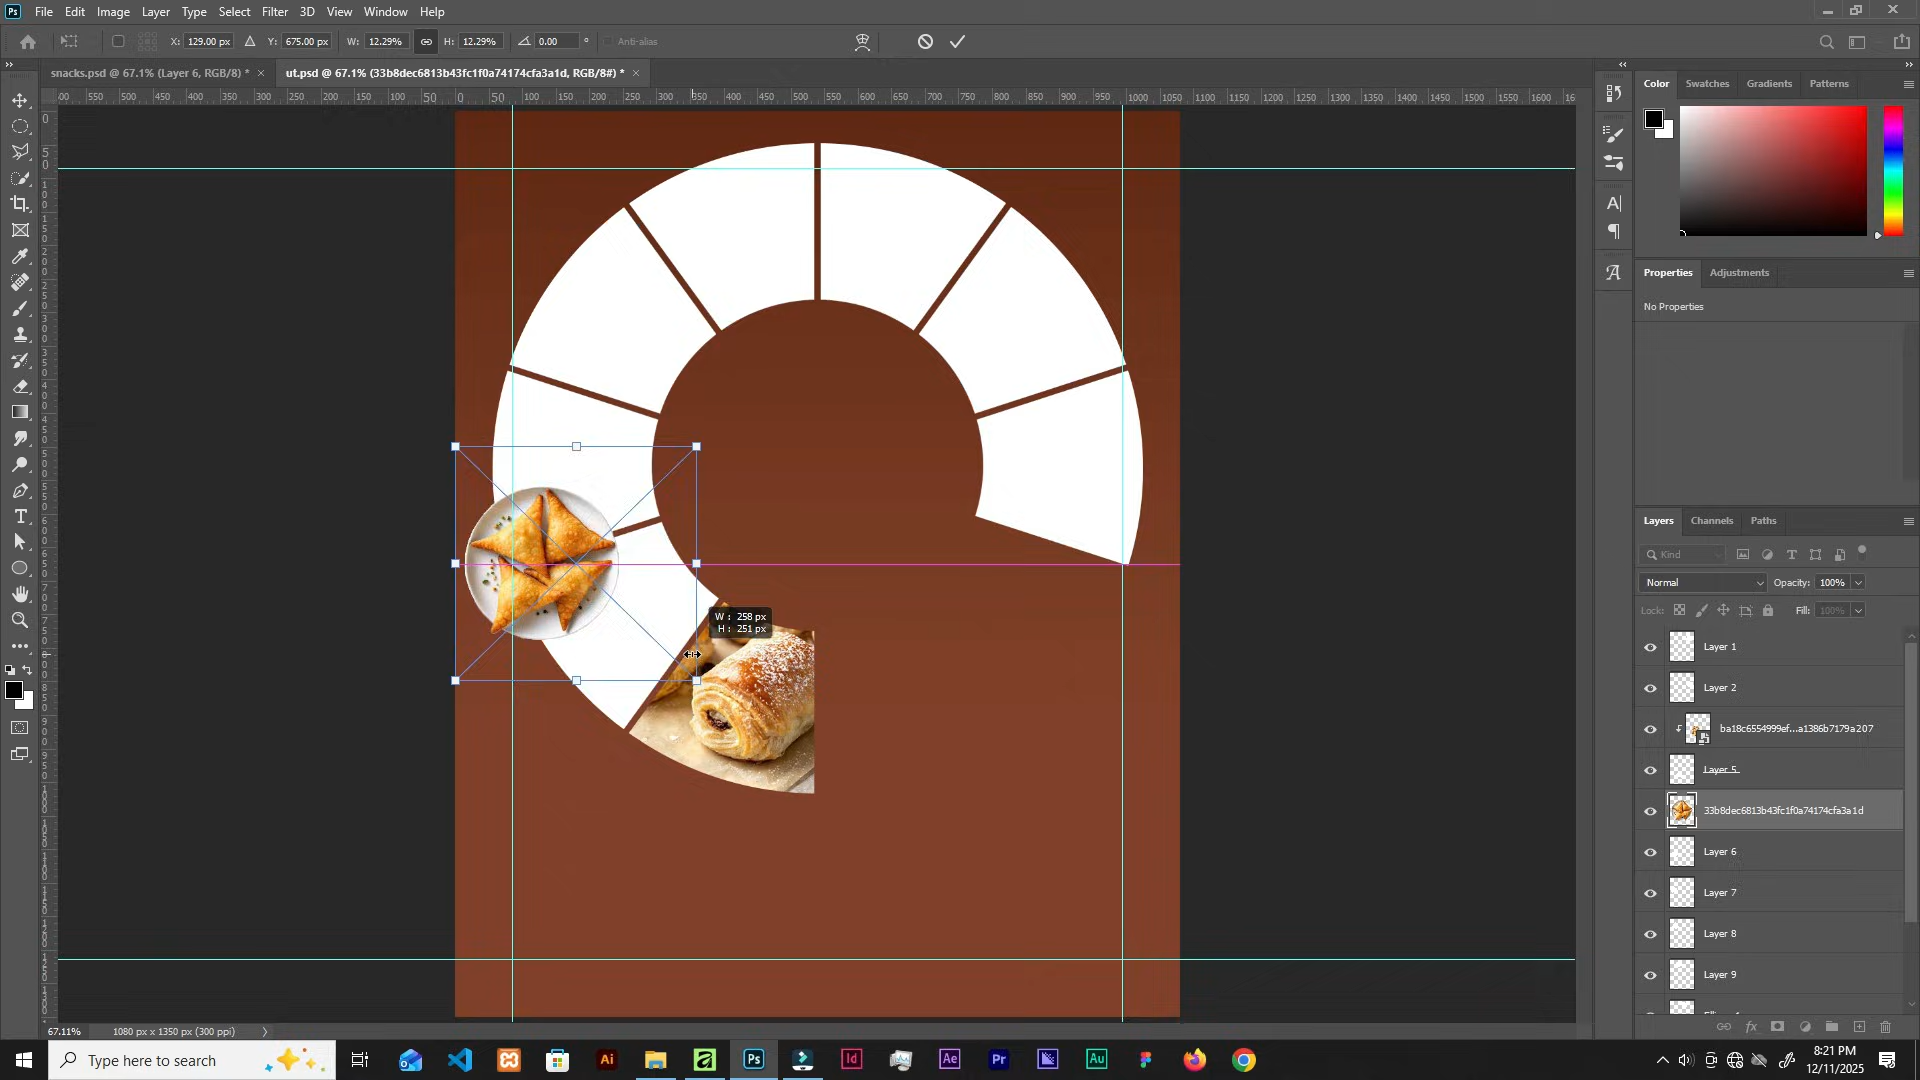 File Edit Image Layer Type Select Filter 3D View Window Help
X: 129.00 px Y: 675.00 px W: 12.29% H: 12.29% 0.00 ° Anti-alias
snacks.psd @ 67.1% (Layer 6, RGB/8) * × ut.psd @ 67.1% (33b8dec6813b43fc1f0a74174cfa3a1d, RGB/8#) * ×
Color Swatches Gradients Patterns
Properties Adjustments
No Properties
W : 258 px
H : 251 px
Layers Channels Paths
Kind
Normal Opacity: 100%
Lock: Fill: 100%
Layer 1
Layer 2
ba18c6554999ef...a1386b7179a207
Layer 5
33b8dec6813b43fc1f0a74174cfa3a1d
Layer 6
Layer 7
Layer 8
Layer 9
67.11% 1080 px x 1350 px (300 ppi)
Type here to search
8:21 PM
12/11/2025